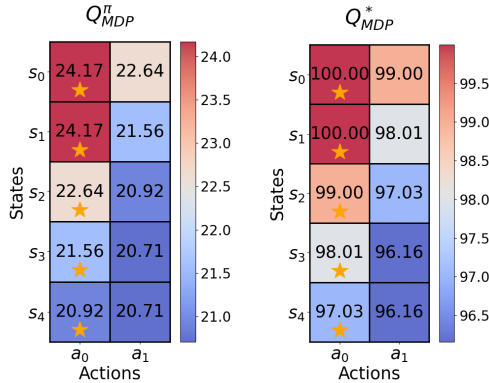 Q^π_MDP
s0 24.17 22.64
s1 24.17 21.56
s2 22.64 20.92
s3 21.56 20.71
s4 20.92 20.71
a0 a1
Actions
States
24.0
23.5
23.0
22.5
22.0
21.5
21.0
Q^*_MDP
s0 100.00 99.00
s1 100.00 98.01
s2 99.00 97.03
s3 98.01 96.16
s4 97.03 96.16
a0 a1
Actions
States
99.5
99.0
98.5
98.0
97.5
97.0
96.5